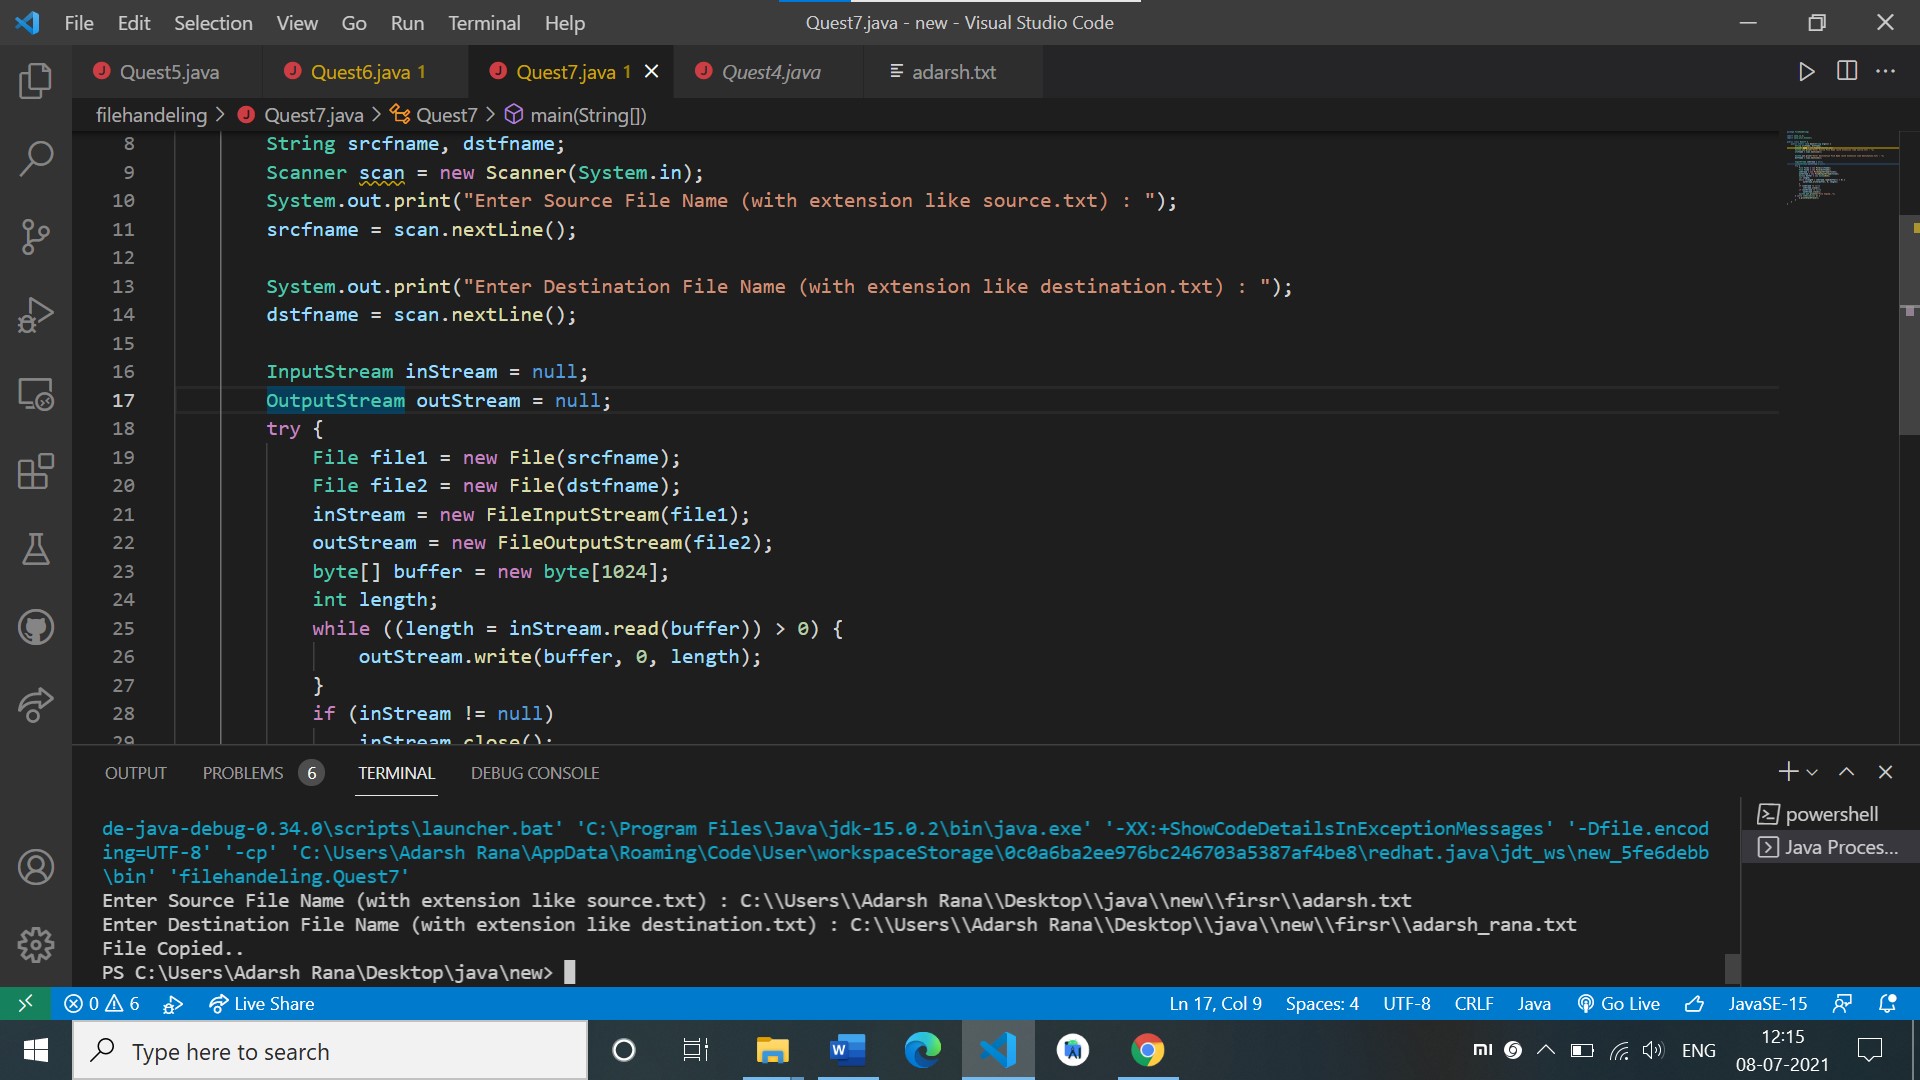 File Edit Selection View Go Run Terminal Help
Quest7.java - new - Visual Studio Code
Quest5.java Quest6.java 1 Quest7.java 1 Quest4.java adarsh.txt
filehandeling > Quest7.java > Quest7 > main(String[])
8 String srcfname, dstfname;
9 Scanner scan = new Scanner(System.in);
10 System.out.print("Enter Source File Name (with extension like source.txt) : ");
11 srcfname = scan.nextLine();
12
13 System.out.print("Enter Destination File Name (with extension like destination.txt) : ");
14 dstfname = scan.nextLine();
15
16 InputStream inStream = null;
17 OutputStream outStream = null;
18 try {
19 File file1 = new File(srcfname);
20 File file2 = new File(dstfname);
21 inStream = new FileInputStream(file1);
22 outStream = new FileOutputStream(file2);
23 byte[] buffer = new byte[1024];
24 int length;
25 while ((length = inStream.read(buffer)) > 0) {
26 outStream.write(buffer, 0, length);
27 }
28 if (inStream != null)
29 inStream.close();
OUTPUT PROBLEMS 6 TERMINAL DEBUG CONSOLE
powershell
Java Proces...
de-java-debug-0.34.0\scripts\launcher.bat' 'C:\Program Files\Java\jdk-15.0.2\bin\java.exe' '-XX:+ShowCodeDetailsInExceptionMessages' '-Dfile.encod
ing=UTF-8' '-cp' 'C:\Users\Adarsh Rana\AppData\Roaming\Code\User\workspaceStorage\0c0a6ba2ee976bc246703a5387af4be8\redhat.java\jdt_ws\new_5fe6debb
\bin' 'filehandeling.Quest7'
Enter Source File Name (with extension like source.txt) : C:\\Users\\Adarsh Rana\\Desktop\\java\\new\\firsr\\adarsh.txt
Enter Destination File Name (with extension like destination.txt) : C:\\Users\\Adarsh Rana\\Desktop\\java\\new\\firsr\\adarsh_rana.txt
File Copied..
PS C:\Users\Adarsh Rana\Desktop\java\new>
0 6 Live Share Ln 17, Col 9 Spaces: 4 UTF-8 CRLF Java Go Live JavaSE-15
Type here to search
ENG
12:15
08-07-2021